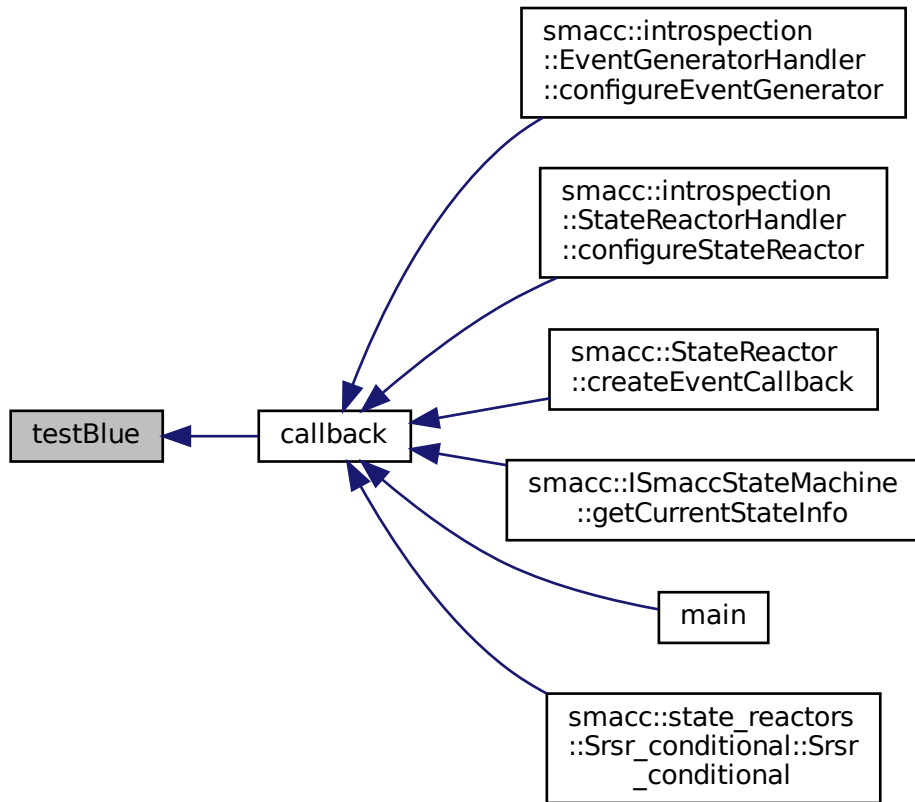 smacc::introspection
::EventGeneratorHandler
::configureEventGenerator
smacc::introspection
::StateReactorHandler
::configureStateReactor
smacc::StateReactor
::createEventCallback
testBlue
callback
smacc::ISmaccStateMachine
::getCurrentStateInfo
main
smacc::state_reactors
::Srsr_conditional::Srsr
_conditional